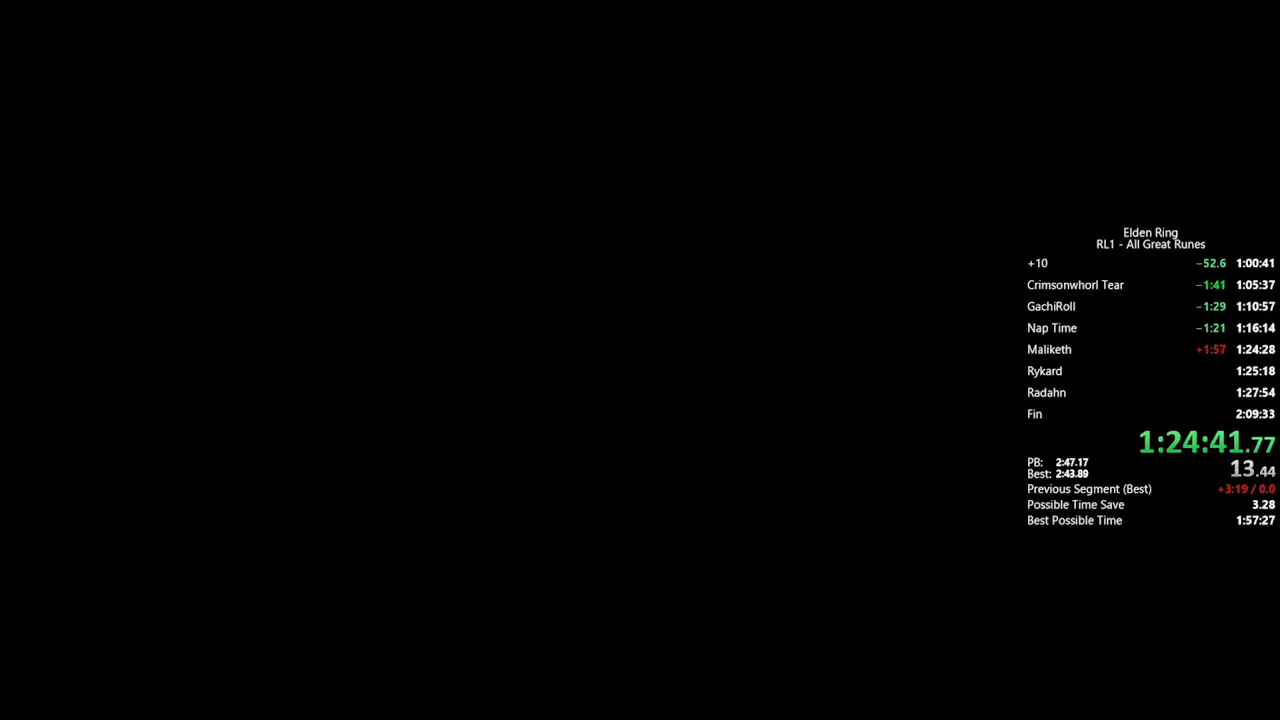 Elden Ring
RL1 - All Great Runes
+10 −52.6 1:00:41
Crimsonwhorl Tear −1:41 1:05:37
GachiRoll −1:29 1:10:57
Nap Time −1:21 1:16:14
Maliketh +1:57 1:24:28
Rykard 1:25:18
Radahn 1:27:54
Fin 2:09:33
1:24:41.77
PB: 2:47.17 13.44
Best: 2:43.89
Previous Segment (Best) +3:19 / 0.0
Possible Time Save 3.28
Best Possible Time 1:57:27